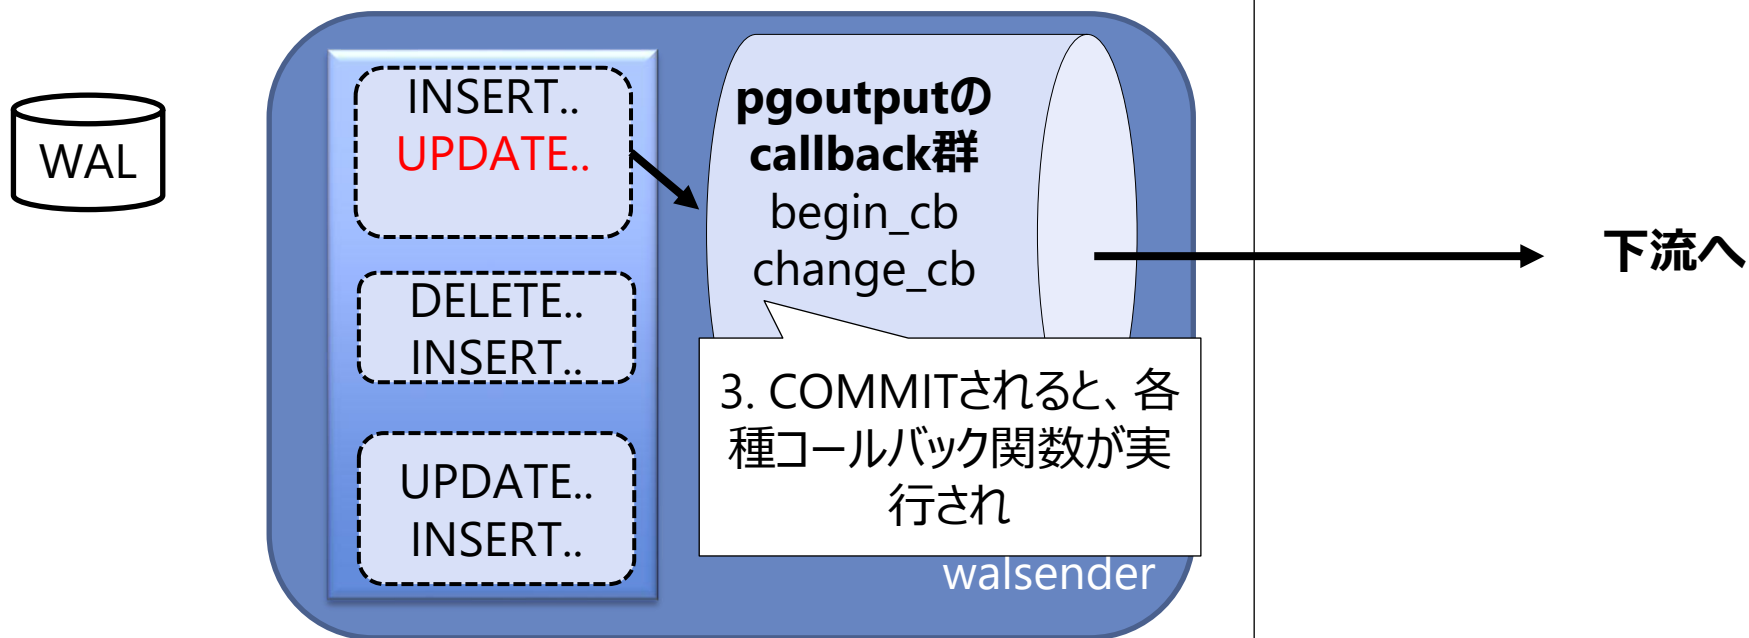 WAL
INSERT..
UPDATE..
DELETE..
INSERT..
UPDATE..
INSERT..
pgoutputの
callback群
begin_cb
change_cb
3. COMMITされると、各
種コールバック関数が実
行され
walsender
下流へ